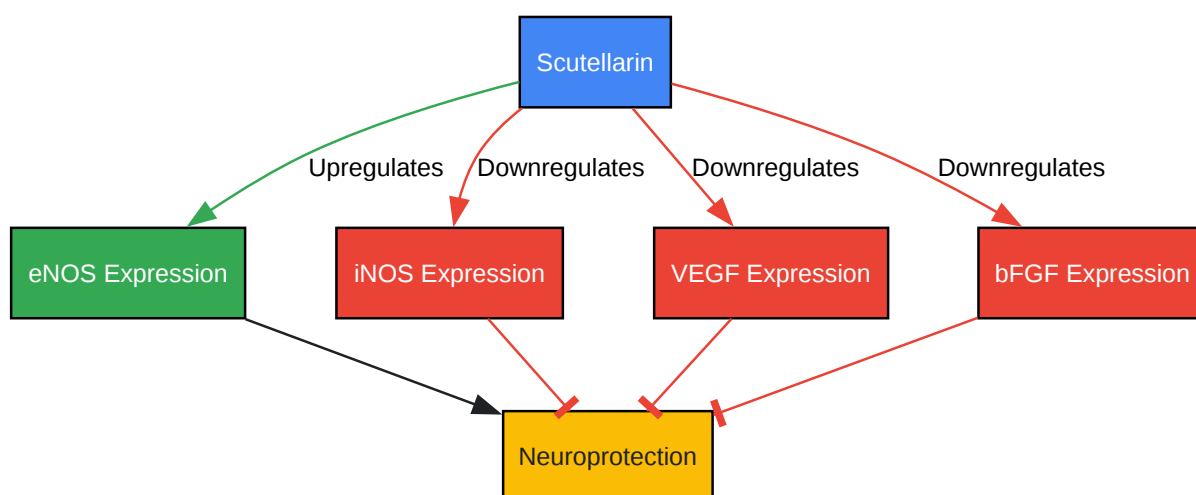 Scutellarin
Upregulates
Downregulates
Downregulates
Downregulates
eNOS Expression
iNOS Expression
VEGF Expression
bFGF Expression
Neuroprotection